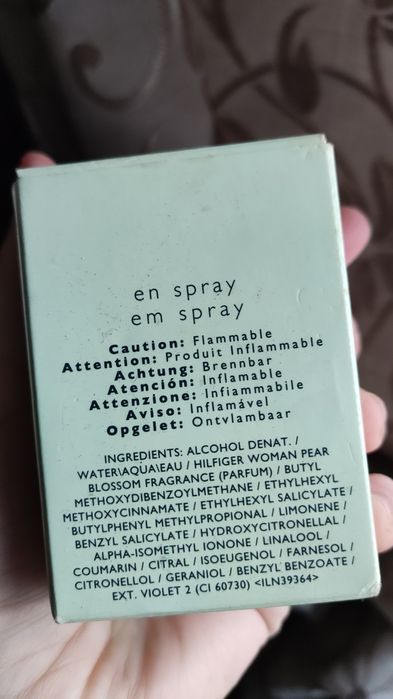 en spray
em spray
Caution: Flammable
Attention: Produit Inflammable
Achtung: Brennbar
Atención: Inflamable
Attenzione: Infiammabile
Aviso: Inflamável
Opgelet: Ontvlambaar
INGREDIENTS: ALCOHOL DENAT. /
WATER\AQUA\EAU / HILFIGER WOMAN PEAR
BLOSSOM FRAGRANCE (PARFUM) / BUTYL
METHOXYDIBENZOYLMETHANE / ETHYLHEXYL
METHOXYCINNAMATE / ETHYLHEXYL SALICYLATE /
BUTYLPHENYL METHYLPROPIONAL / LIMONENE /
BENZYL SALICYLATE / HYDROXYCITRONELLAL /
ALPHA-ISOMETHYL IONONE / LINALOOL /
COUMARIN / CITRAL / ISOEUGENOL / FARNESOL /
CITRONELLOL / GERANIOL / BENZYL BENZOATE /
EXT. VIOLET 2 (CI 60730) <ILN39364>